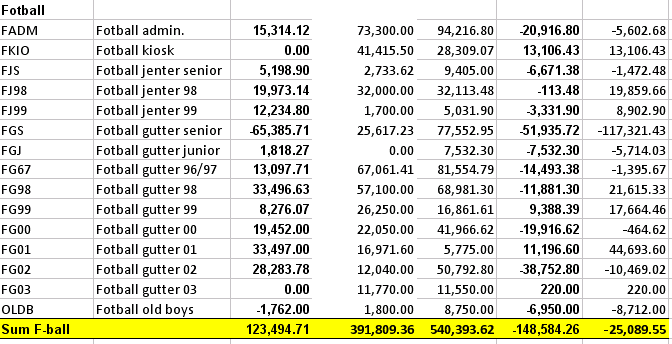 Fotball
FADM Fotball admin. 15,314.12 73,300.00 94,216.80 -20,916.80 -5,602.68
FKIO Fotball kiosk 0.00 41,415.50 28,309.07 13,106.43 13,106.43
FJS Fotball jenter senior 5,198.90 2,733.62 9,405.00 -6,671.38 -1,472.48
FJ98 Fotball jenter 98 19,973.14 32,000.00 32,113.48 -113.48 19,859.66
FJ99 Fotball jenter 99 12,234.80 1,700.00 5,031.90 -3,331.90 8,902.90
FGS Fotball gutter senior -65,385.71 25,617.23 77,552.95 -51,935.72 -117,321.43
FGJ Fotball gutter junior 1,818.27 0.00 7,532.30 -7,532.30 -5,714.03
FG67 Fotball gutter 96/97 13,097.71 67,061.41 81,554.79 -14,493.38 -1,395.67
FG98 Fotball gutter 98 33,496.63 57,100.00 68,981.30 -11,881.30 21,615.33
FG99 Fotball gutter 99 8,276.07 26,250.00 16,861.61 9,388.39 17,664.46
FG00 Fotball gutter 00 19,452.00 22,050.00 41,966.62 -19,916.62 -464.62
FG01 Fotball gutter 01 33,497.00 16,971.60 5,775.00 11,196.60 44,693.60
FG02 Fotball gutter 02 28,283.78 12,040.00 50,792.80 -38,752.80 -10,469.02
FG03 Fotball gutter 03 0.00 11,770.00 11,550.00 220.00 220.00
OLDB Fotball old boys -1,762.00 1,800.00 8,750.00 -6,950.00 -8,712.00
Sum F-ball 123,494.71 391,809.36 540,393.62 -148,584.26 -25,089.55